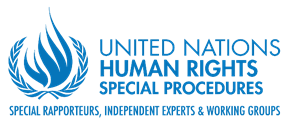 UNITED NATIONS
HUMAN RIGHTS
SPECIAL PROCEDURES
SPECIAL RAPPORTEURS, INDEPENDENT EXPERTS & WORKING GROUPS